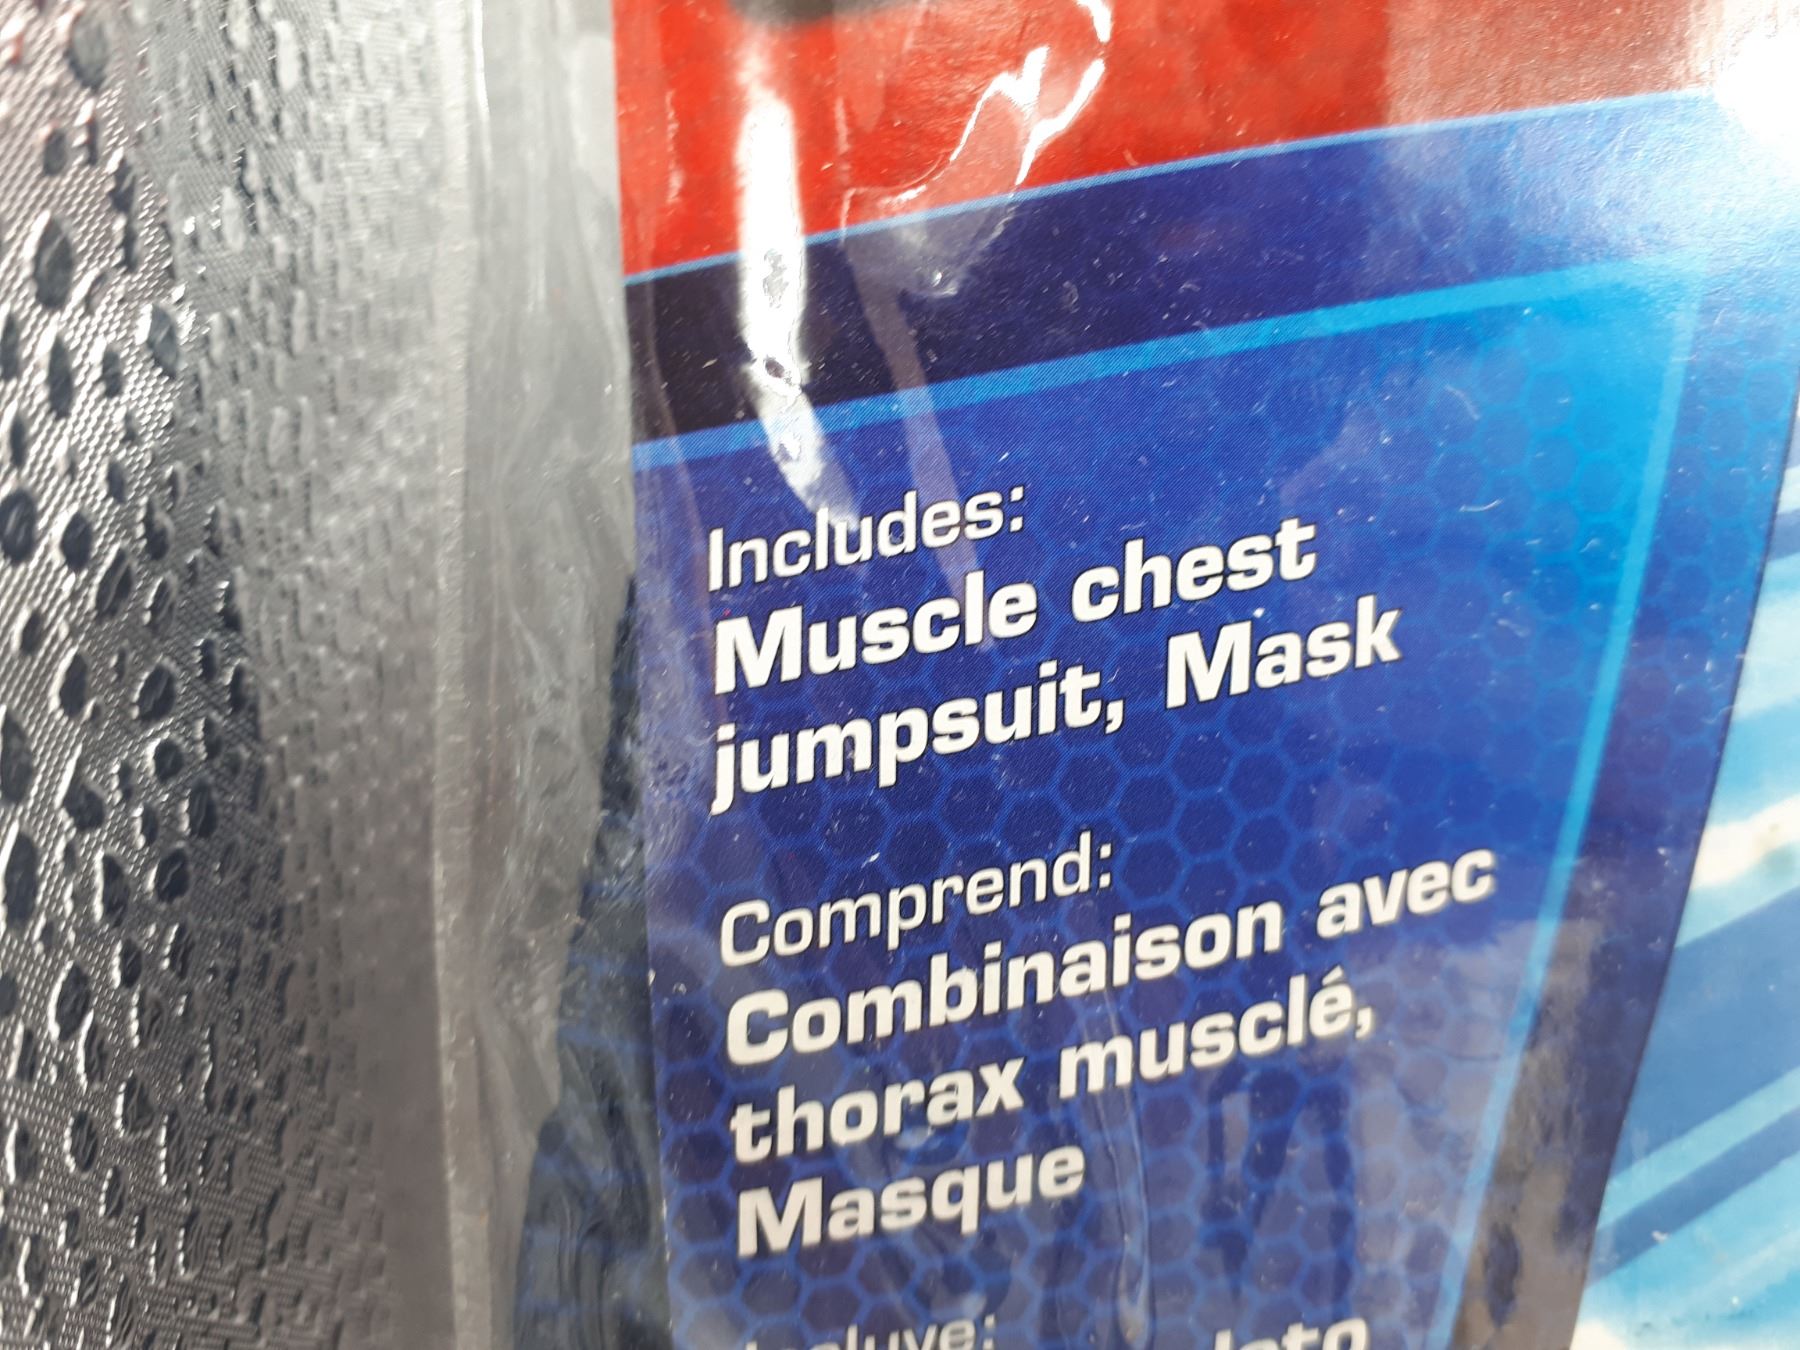 Includes:
Muscle chest
jumpsuit, Mask
Comprend:
Combinaison avec
thorax musclé,
Masque